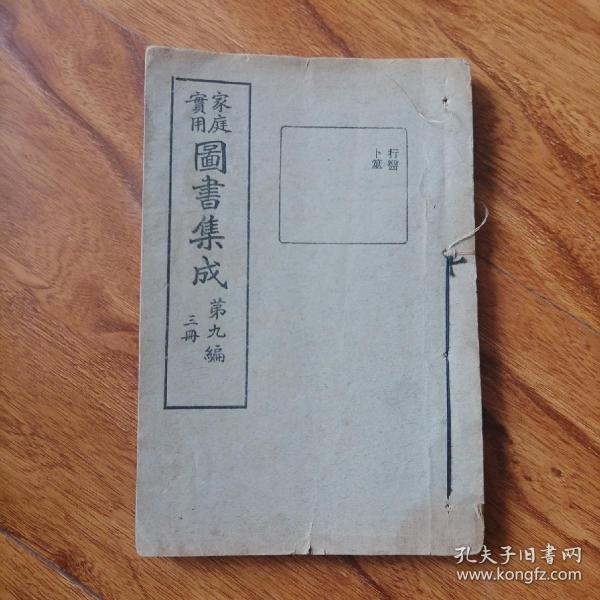 行醫
卜筮
家庭
實用
圖書集成
第九編
三冊
孔夫子旧书网
www.kongfz.com